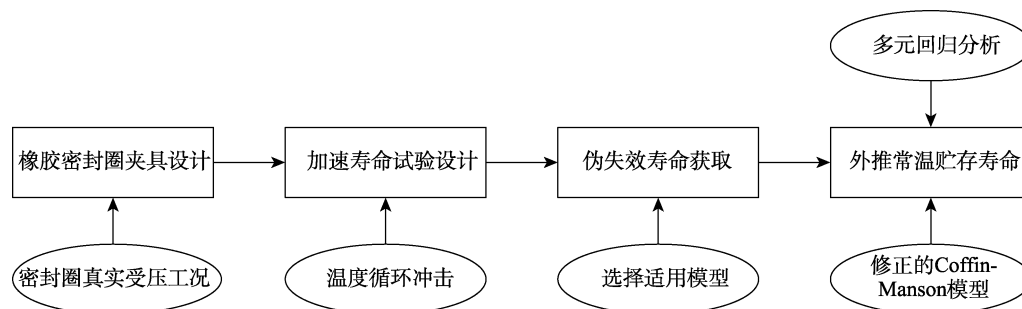 多元回归分析
橡胶密封圈夹具设计
加速寿命试验设计
伪失效寿命获取
外推常温贮存寿命
密封圈真实受压工况
温度循环冲击
选择适用模型
修正的Coffin-
Manson模型